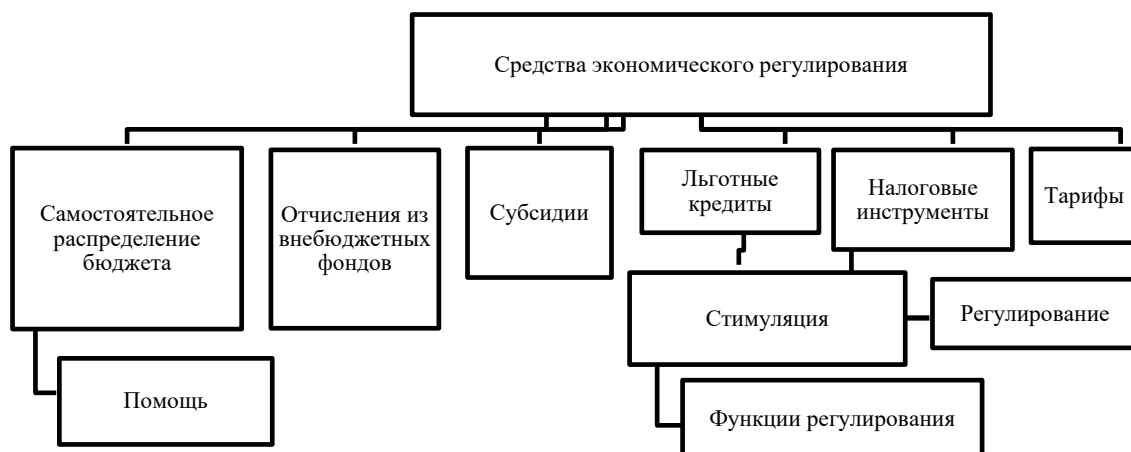 Средства экономического регулирования
Самостоятельное
распределение
бюджета
Отчисления из
внебюджетных
фондов
Субсидии
Льготные
кредиты
Налоговые
инструменты
Тарифы
Стимуляция
Регулирование
Помощь
Функции регулирования